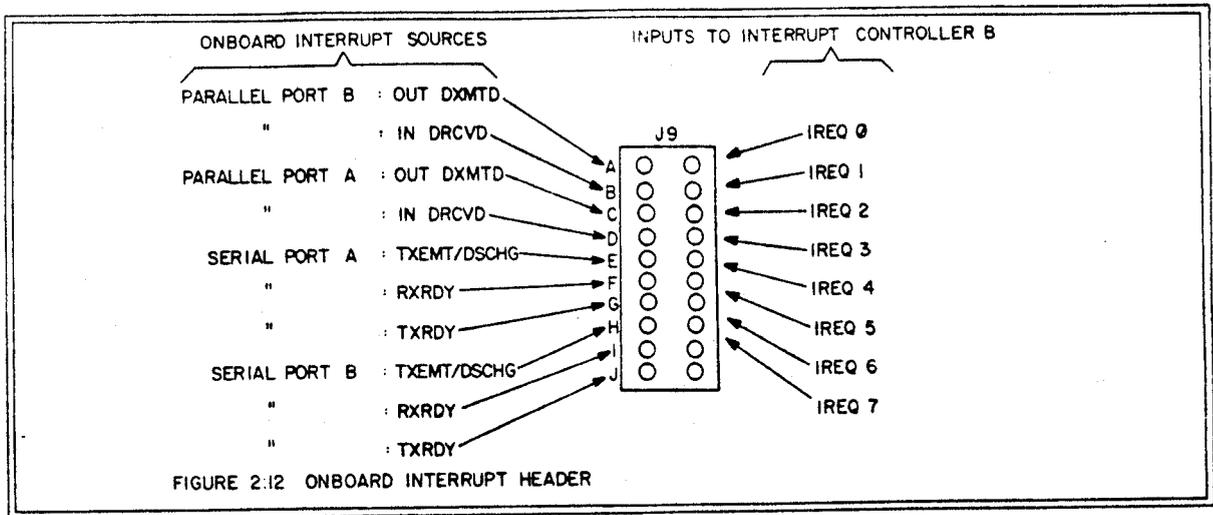 ONBOARD INTERRUPT SOURCES
INPUTS TO INTERRUPT CONTROLLER B
PARALLEL PORT B : OUT DXMTD
" : IN DRCVD
PARALLEL PORT A : OUT DXMTD
" : IN DRCVD
SERIAL PORT A : TXEMT/DSCHG
" : RXRDY
" : TXRDY
SERIAL PORT B : TXEMT/DSCHG
" : RXRDY
" : TXRDY
J9
A
B
C
D
E
F
G
H
I
J
IREQ 0
IREQ 1
IREQ 2
IREQ 3
IREQ 4
IREQ 5
IREQ 6
IREQ 7
FIGURE 2:12 ONBOARD INTERRUPT HEADER